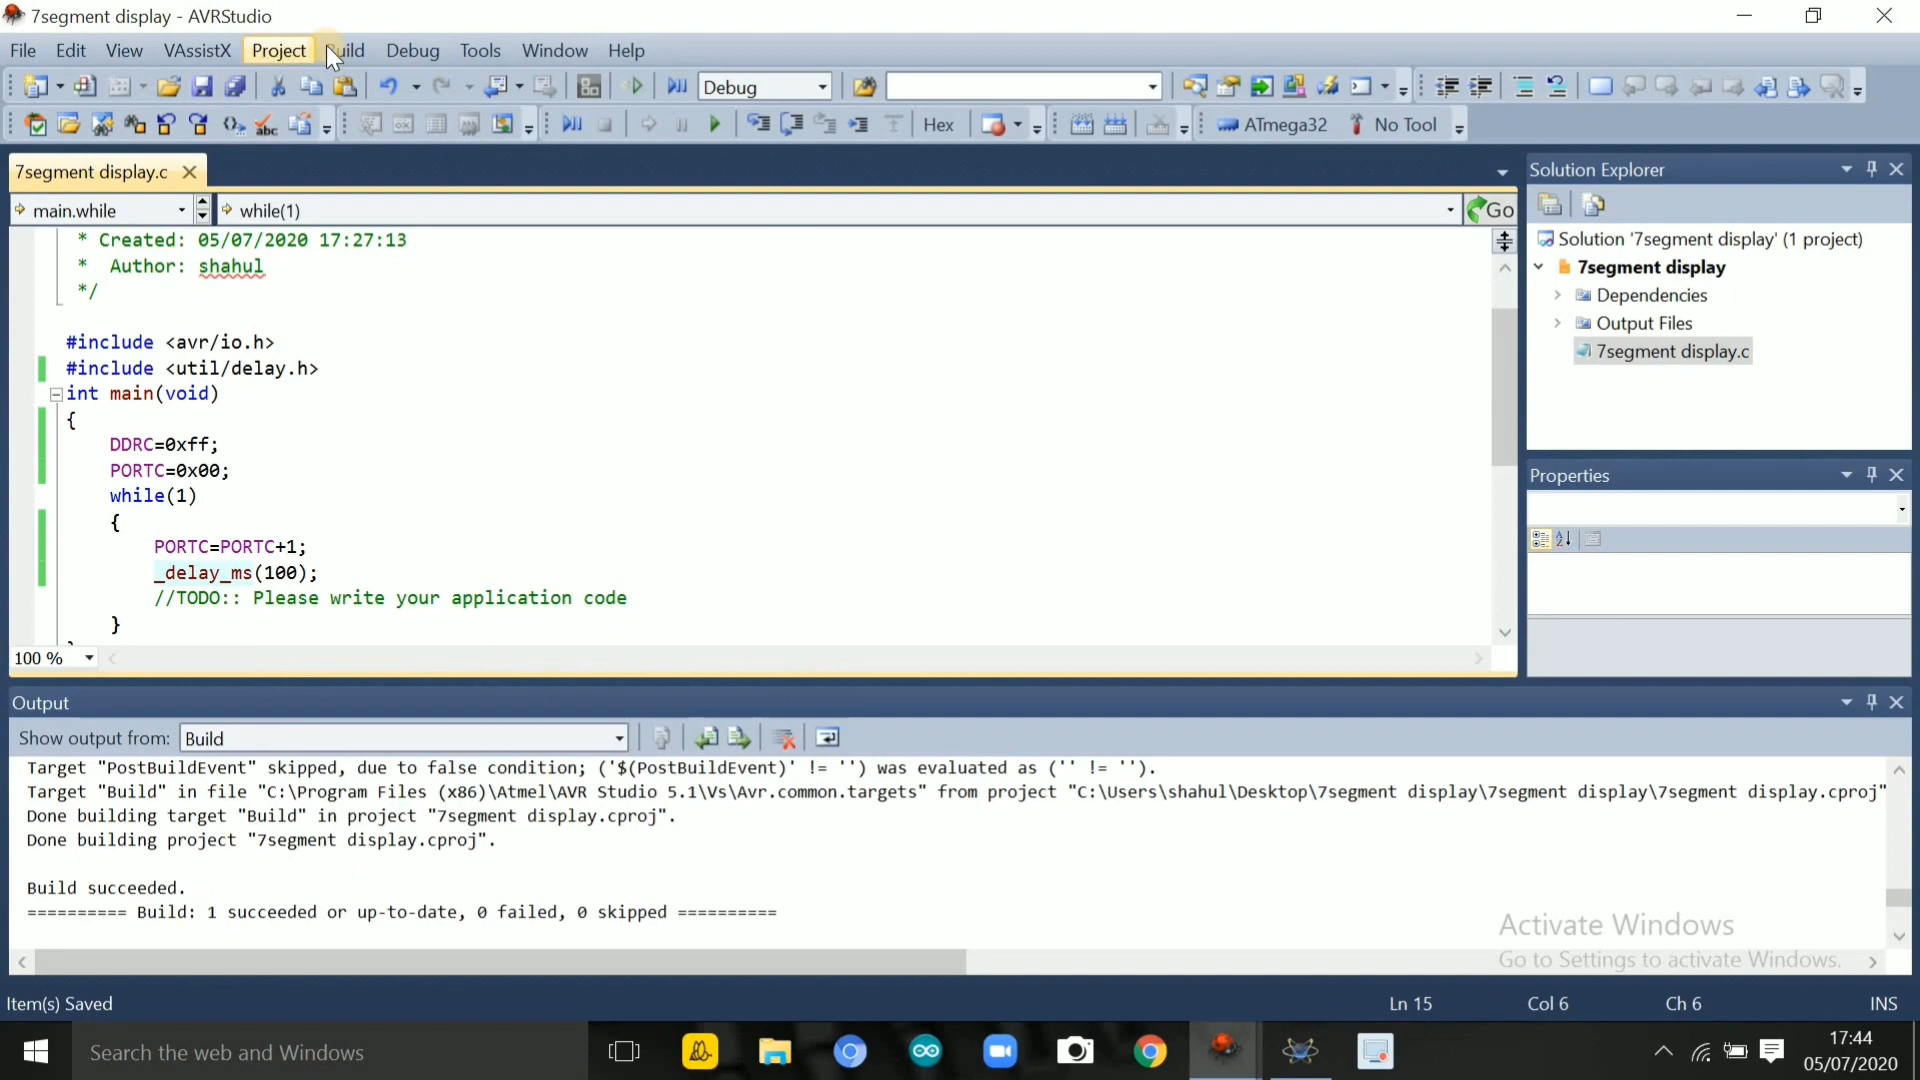 7segment display - AVRStudio
File Edit View VAssistX Project Build Debug Tools Window Help
Debug
Hex ATmega32 No Tool
7segment display.c
main.while while(1) Go
* Created: 05/07/2020 17:27:13
* Author: shahul
*/
#include <avr/io.h>
#include <util/delay.h>
int main(void)
{
DDRC=0xff;
PORTC=0x00;
while(1)
{
PORTC=PORTC+1;
_delay_ms(100);
//TODO:: Please write your application code
}
100 %
Solution Explorer
Solution '7segment display' (1 project)
7segment display
Dependencies
Output Files
7segment display.c
Properties
Output
Show output from: Build
Target "PostBuildEvent" skipped, due to false condition; ('$(PostBuildEvent)' != '') was evaluated as ('' != '').
Target "Build" in file "C:\Program Files (x86)\Atmel\AVR Studio 5.1\Vs\Avr.common.targets" from project "C:\Users\shahul\Desktop\7segment display\7segment display\7segment display.cproj"
Done building target "Build" in project "7segment display.cproj".
Done building project "7segment display.cproj".
Build succeeded.
========== Build: 1 succeeded or up-to-date, 0 failed, 0 skipped ==========
Activate Windows
Go to Settings to activate Windows.
Item(s) Saved Ln 15 Col 6 Ch 6 INS
Search the web and Windows
17:44
05/07/2020